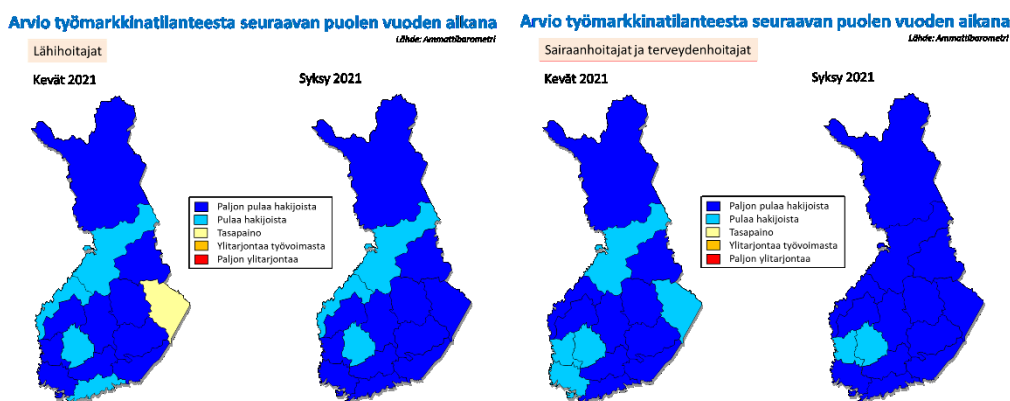 Arvio työmarkkinatilanteesta seuraavan puolen vuoden aikana
Lähde: Ammattibarometri
Lähihoitajat
Kevät 2021
Syksy 2021
Paljon pulaa hakijoista
Pulaa hakijoista
Tasapaino
Ylitarjontaa työvoimasta
Paljon ylitarjontaa
Arvio työmarkkinatilanteesta seuraavan puolen vuoden aikana
Lähde: Ammattibarometri
Sairaanhoitajat ja terveydenhoitajat
Kevät 2021
Syksy 2021
Paljon pulaa hakijoista
Pulaa hakijoista
Tasapaino
Ylitarjontaa työvoimasta
Paljon ylitarjontaa